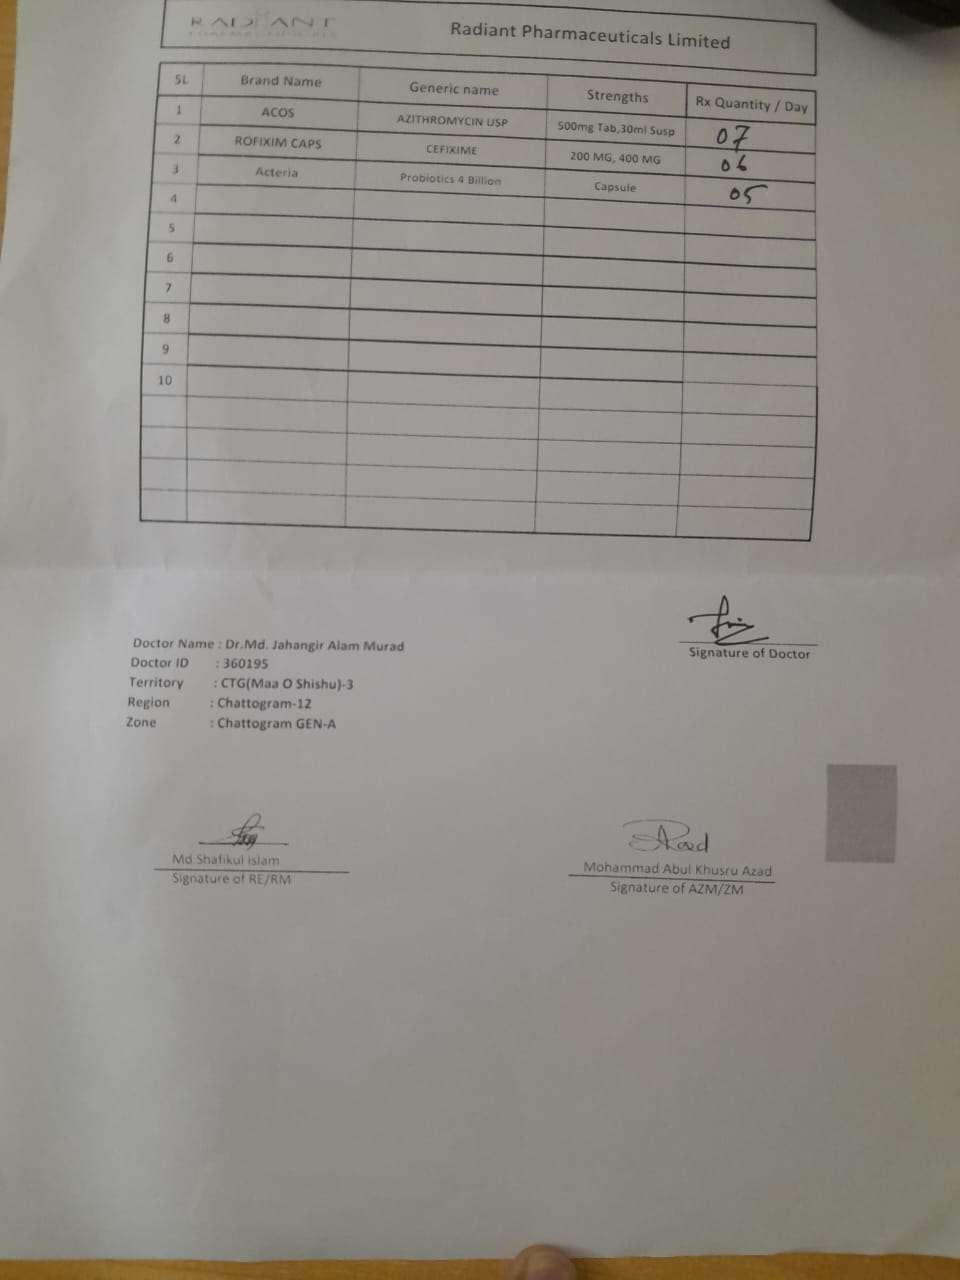 RADIANT
PHARMACEUTICALS
Radiant Pharmaceuticals Limited
SL Brand Name Generic name Strengths Rx Quantity / Day
1 ACOS AZITHROMYCIN USP 500mg Tab,30ml Susp 07
2 ROFIXIM CAPS CEFIXIME 200 MG, 400 MG 06
3 Acteria Probiotics 4 Billion Capsule 05
4
5
6
7
8
9
10
Signature of Doctor
Doctor Name : Dr.Md. Jahangir Alam Murad
Doctor ID : 360195
Territory : CTG(Maa O Shishu)-3
Region : Chattogram-12
Zone : Chattogram GEN-A
Md.Shafikul Islam
Signature of RE/RM
Azad
Mohammad Abul Khusru Azad
Signature of AZM/ZM